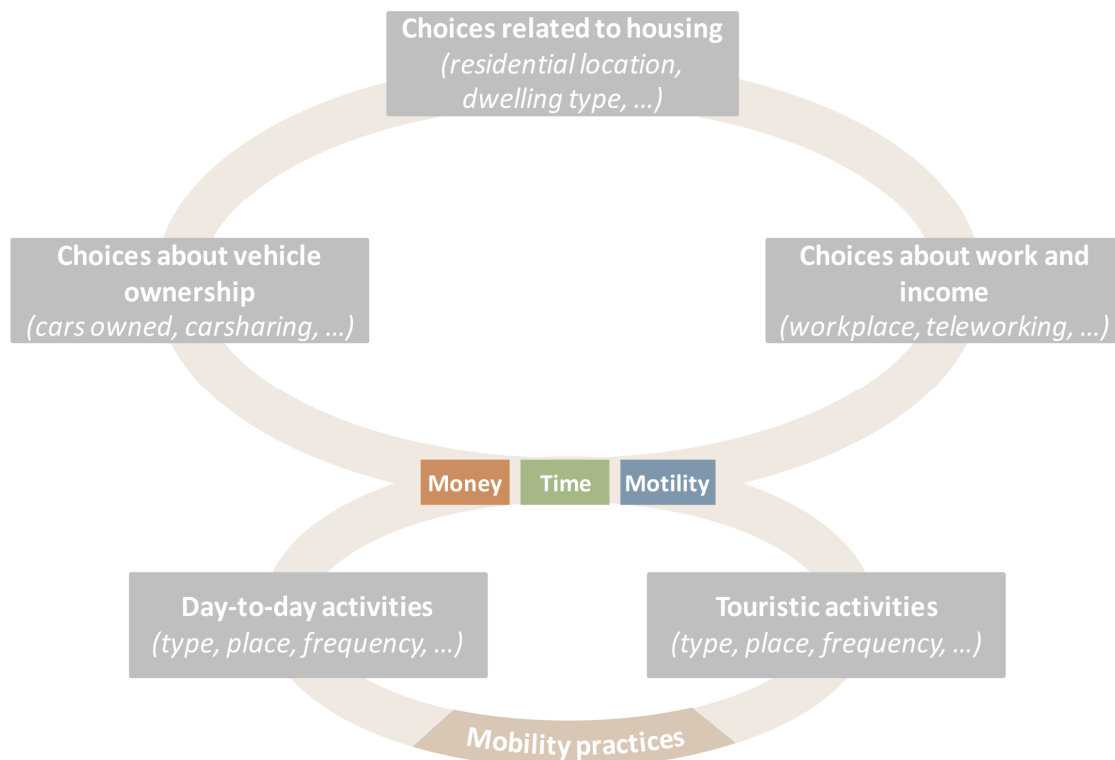 Choices related to housing
(residential location,
dwelling type, ...)
Choices about vehicle
ownership
(cars owned, carsharing, ...)
Choices about work and
income
(workplace, teleworking, ...)
Money
Time
Motility
Day-to-day activities
(type, place, frequency, ...)
Touristic activities
(type, place, frequency, ...)
Mobility practices